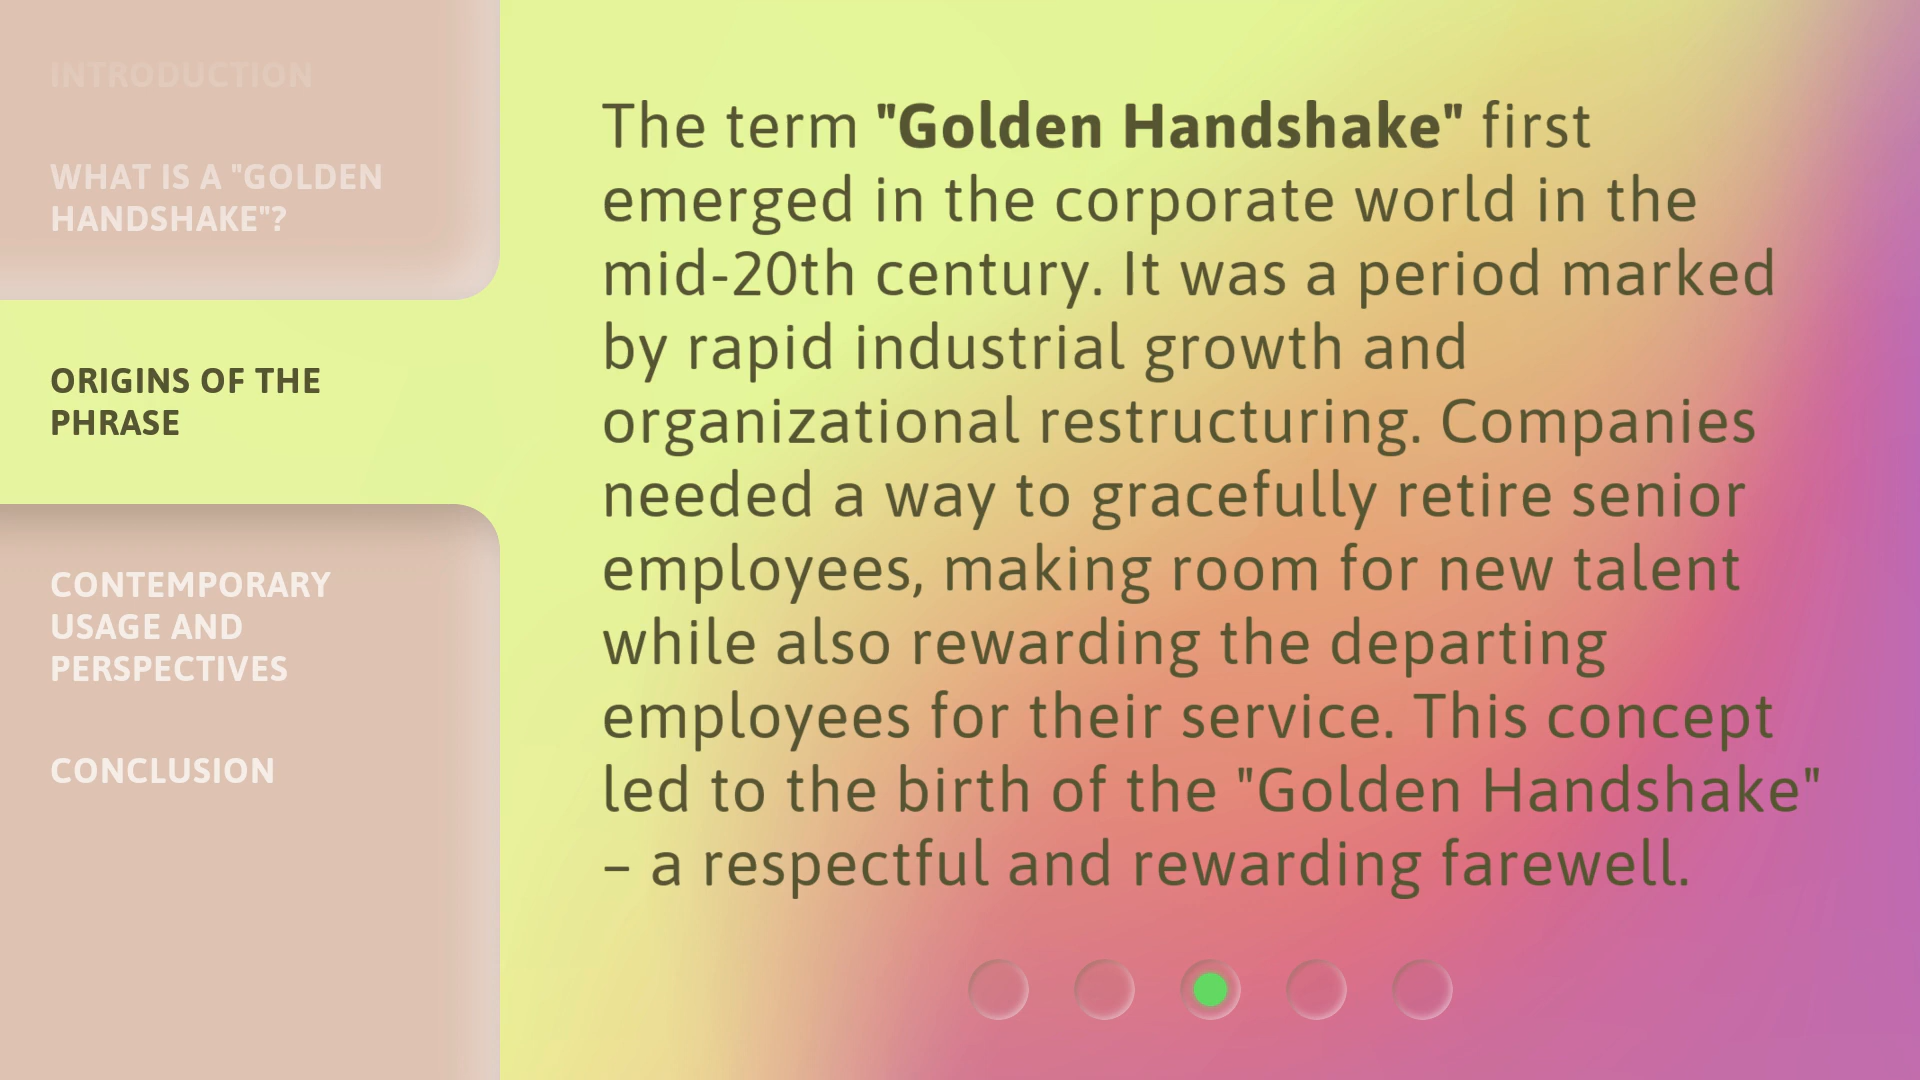 INTRODUCTION
WHAT IS A "GOLDEN
HANDSHAKE"?
ORIGINS OF THE
PHRASE
CONTEMPORARY
USAGE AND
PERSPECTIVES
CONCLUSION
The term "Golden Handshake" first
emerged in the corporate world in the
mid-20th century. It was a period marked
by rapid industrial growth and
organizational restructuring. Companies
needed a way to gracefully retire senior
employees, making room for new talent
while also rewarding the departing
employees for their service. This concept
led to the birth of the "Golden Handshake"
– a respectful and rewarding farewell.